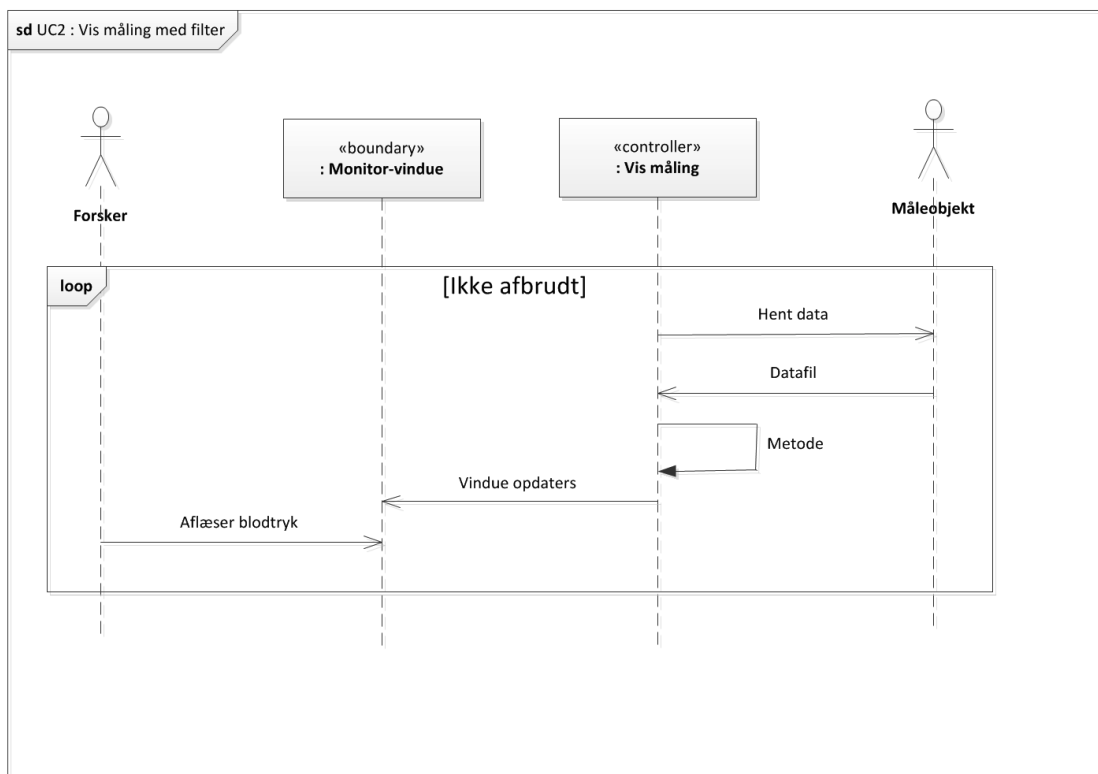 sd UC2 : Vis måling med filter
«boundary»
: Monitor-vindue
«controller»
: Vis måling
Forsker
Måleobjekt
loop
[Ikke afbrudt]
Hent data
Datafil
Metode
Vindue opdaters
Aflæser blodtryk